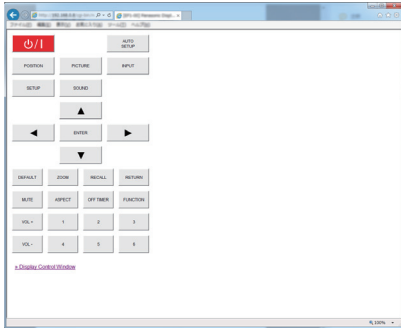 ⏻/I
AUTO SETUP
POSITION PICTURE INPUT
SETUP SOUND
▲
◀ ENTER ▶
▼
DEFAULT ZOOM RECALL RETURN
MUTE ASPECT OFF TIMER FUNCTION
VOL + 1 2 3
VOL - 4 5 6
» Display Control Window
100%